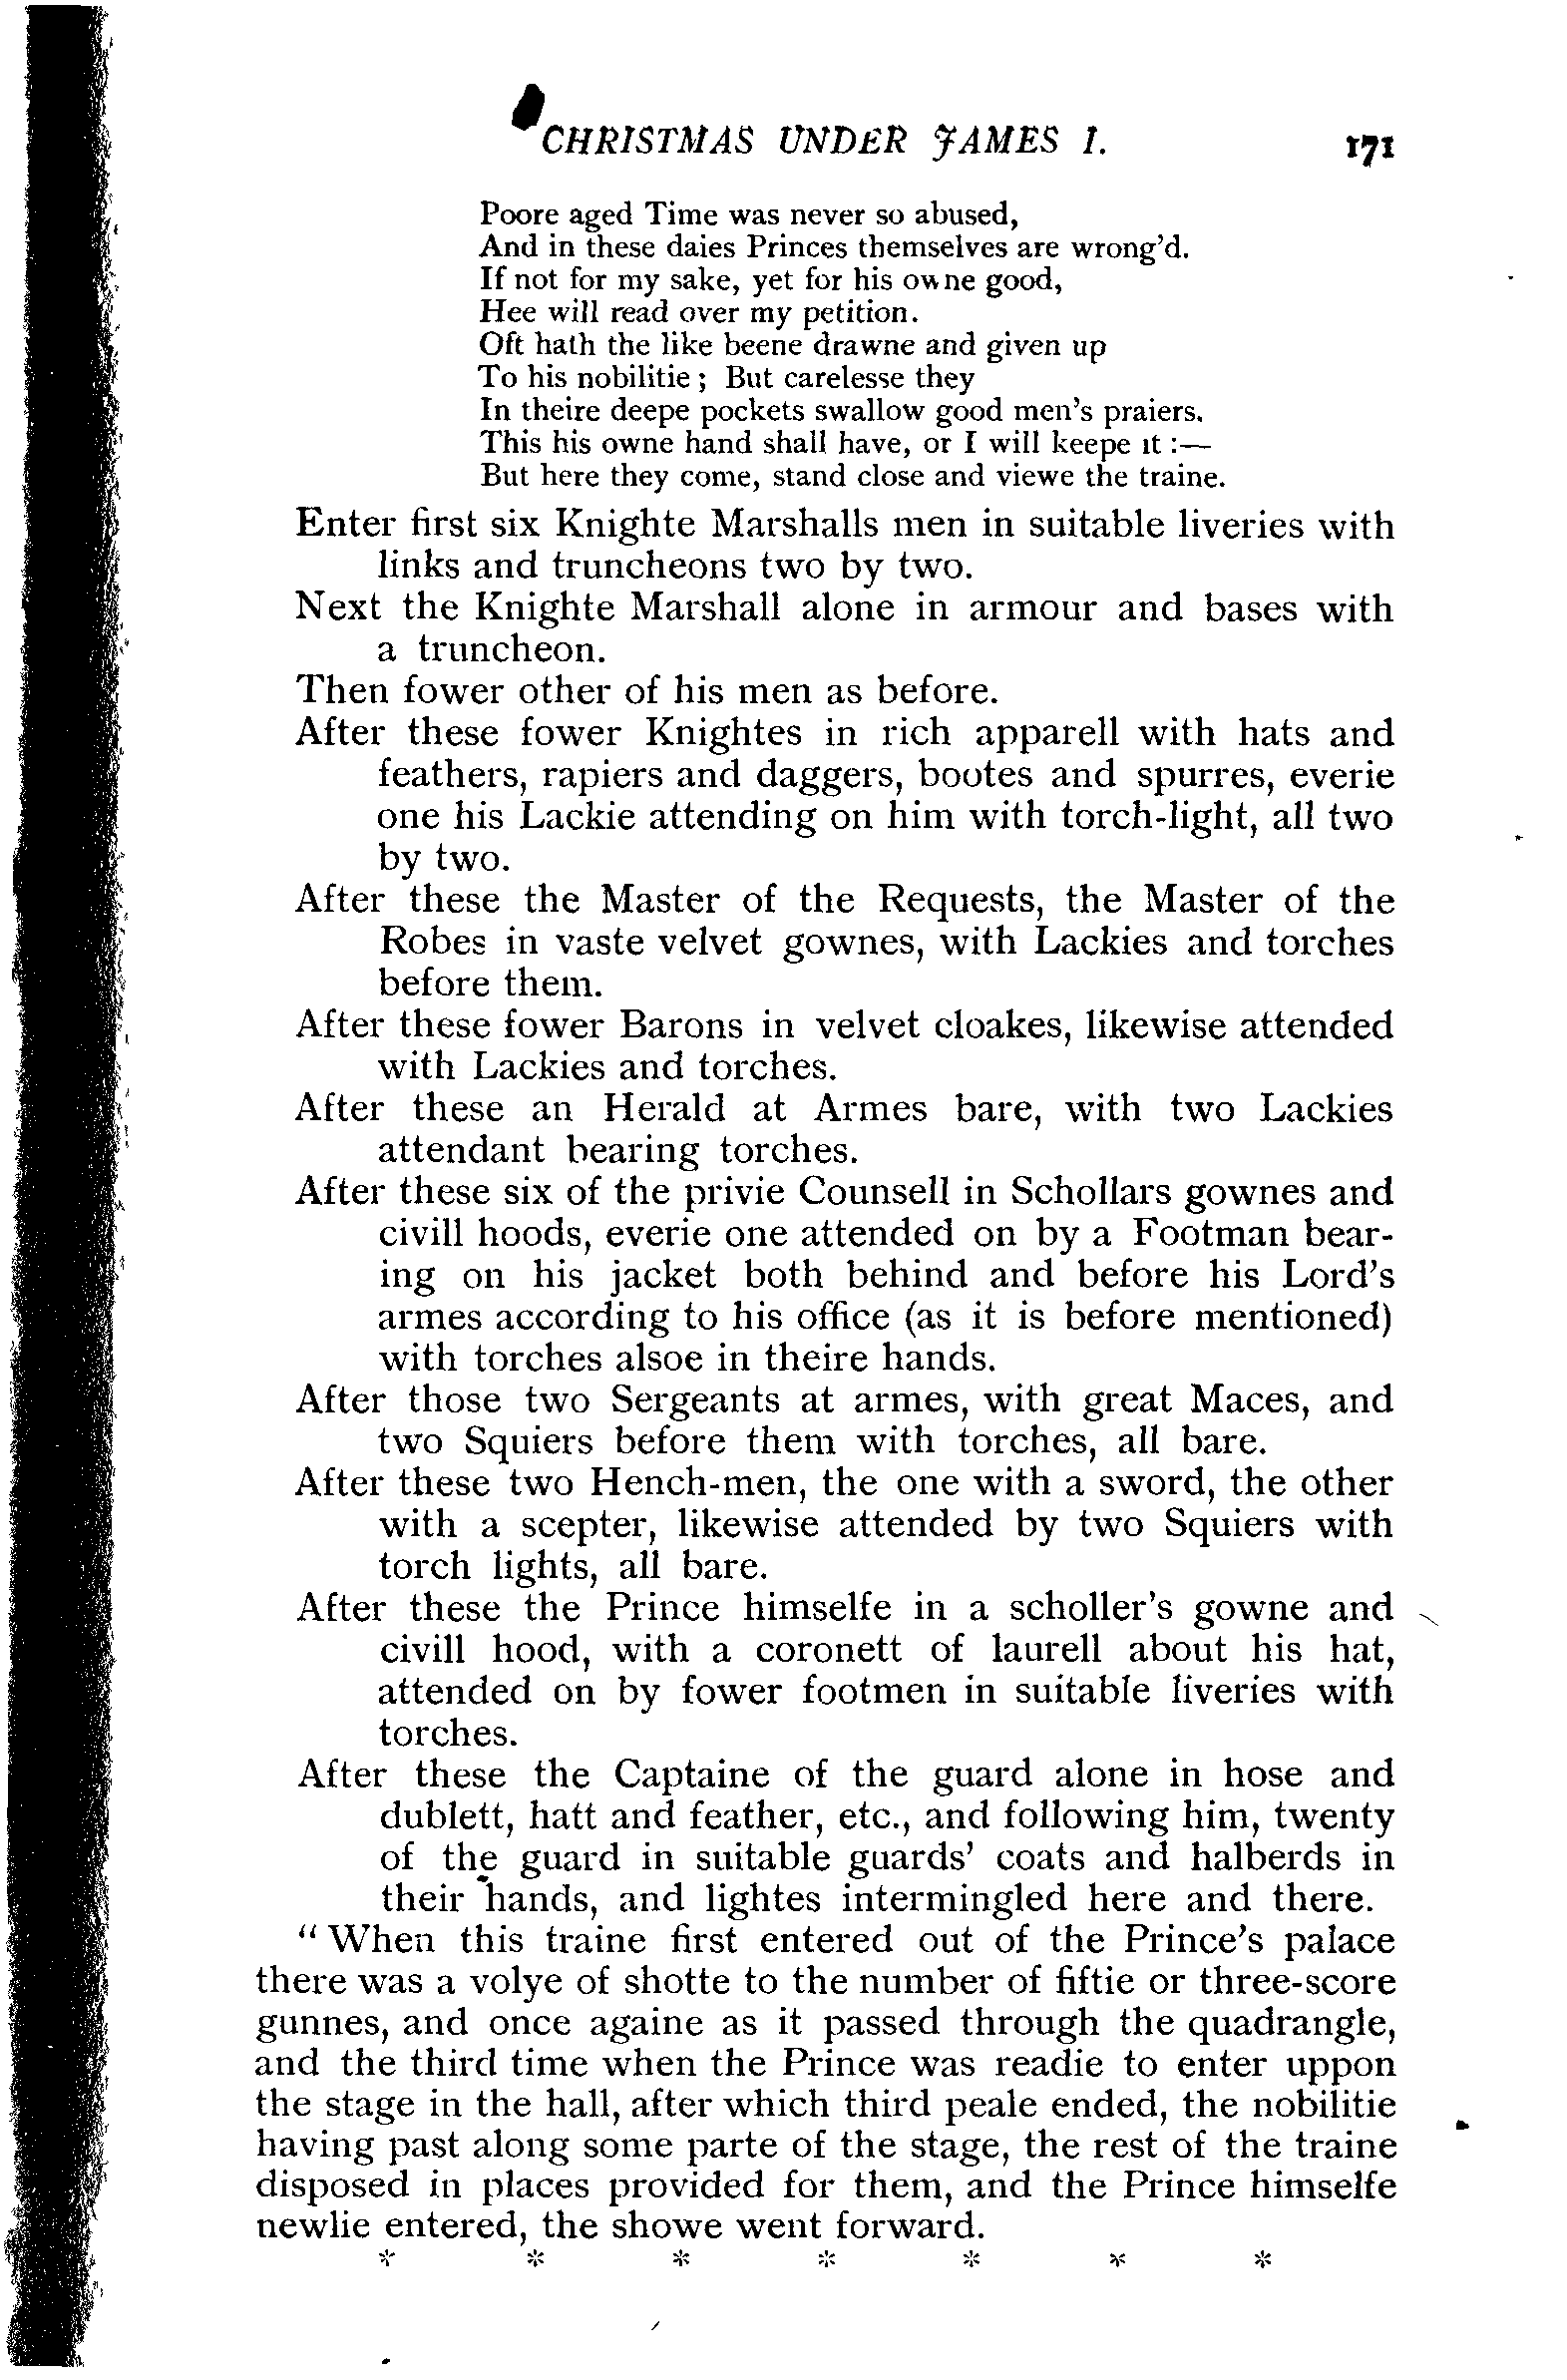 CHRISTMAS UNDER JAMES I. 171
Poore aged Time was never so abused,
And in these daies Princes themselves are wrong'd.
If not for my sake, yet for his owne good,
Hee will read over my petition.
Oft hath the like beene drawne and given up
To his nobilitie; But carelesse they
In theire deepe pockets swallow good men's praiers.
This his owne hand shall have, or I will keepe it:—
But here they come, stand close and viewe the traine.
Enter first six Knighte Marshalls men in suitable liveries with
links and truncheons two by two.
Next the Knighte Marshall alone in armour and bases with
a truncheon.
Then fower other of his men as before.
After these fower Knightes in rich apparell with hats and
feathers, rapiers and daggers, bootes and spurres, everie
one his Lackie attending on him with torch-light, all two
by two.
After these the Master of the Requests, the Master of the
Robes in vaste velvet gownes, with Lackies and torches
before them.
After these fower Barons in velvet cloakes, likewise attended
with Lackies and torches.
After these an Herald at Armes bare, with two Lackies
attendant bearing torches.
After these six of the privie Counsell in Schollars gownes and
civill hoods, everie one attended on by a Footman bear-
ing on his jacket both behind and before his Lord's
armes according to his office (as it is before mentioned)
with torches alsoe in theire hands.
After those two Sergeants at armes, with great Maces, and
two Squiers before them with torches, all bare.
After these two Hench-men, the one with a sword, the other
with a scepter, likewise attended by two Squiers with
torch lights, all bare.
After these the Prince himselfe in a scholler's gowne and
civill hood, with a coronett of laurell about his hat,
attended on by fower footmen in suitable liveries with
torches.
After these the Captaine of the guard alone in hose and
dublett, hatt and feather, etc., and following him, twenty
of the guard in suitable guards' coats and halberds in
their hands, and lightes intermingled here and there.
"When this traine first entered out of the Prince's palace
there was a volye of shotte to the number of fiftie or three-score
gunnes, and once againe as it passed through the quadrangle,
and the third time when the Prince was readie to enter uppon
the stage in the hall, after which third peale ended, the nobilitie
having past along some parte of the stage, the rest of the traine
disposed in places provided for them, and the Prince himselfe
newlie entered, the showe went forward.
* * * * * * *